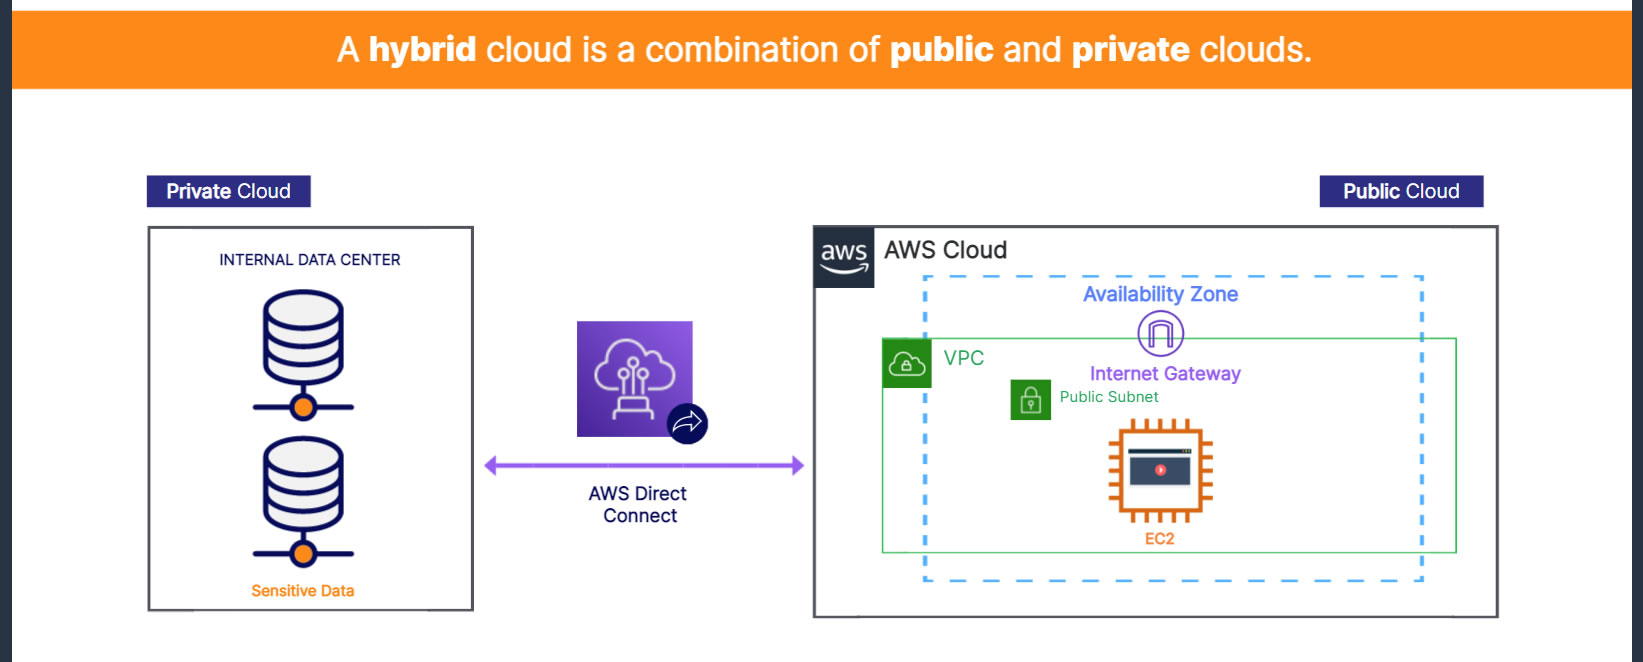 A hybrid cloud is a combination of public and private clouds.
Private Cloud
Public Cloud
INTERNAL DATA CENTER
Sensitive Data
AWS Direct
Connect
aws
AWS Cloud
Availability Zone
VPC
Internet Gateway
Public Subnet
EC2